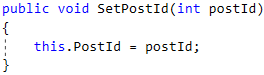 public void SetPostId(int postId)
{
    this.PostId = postId;
}